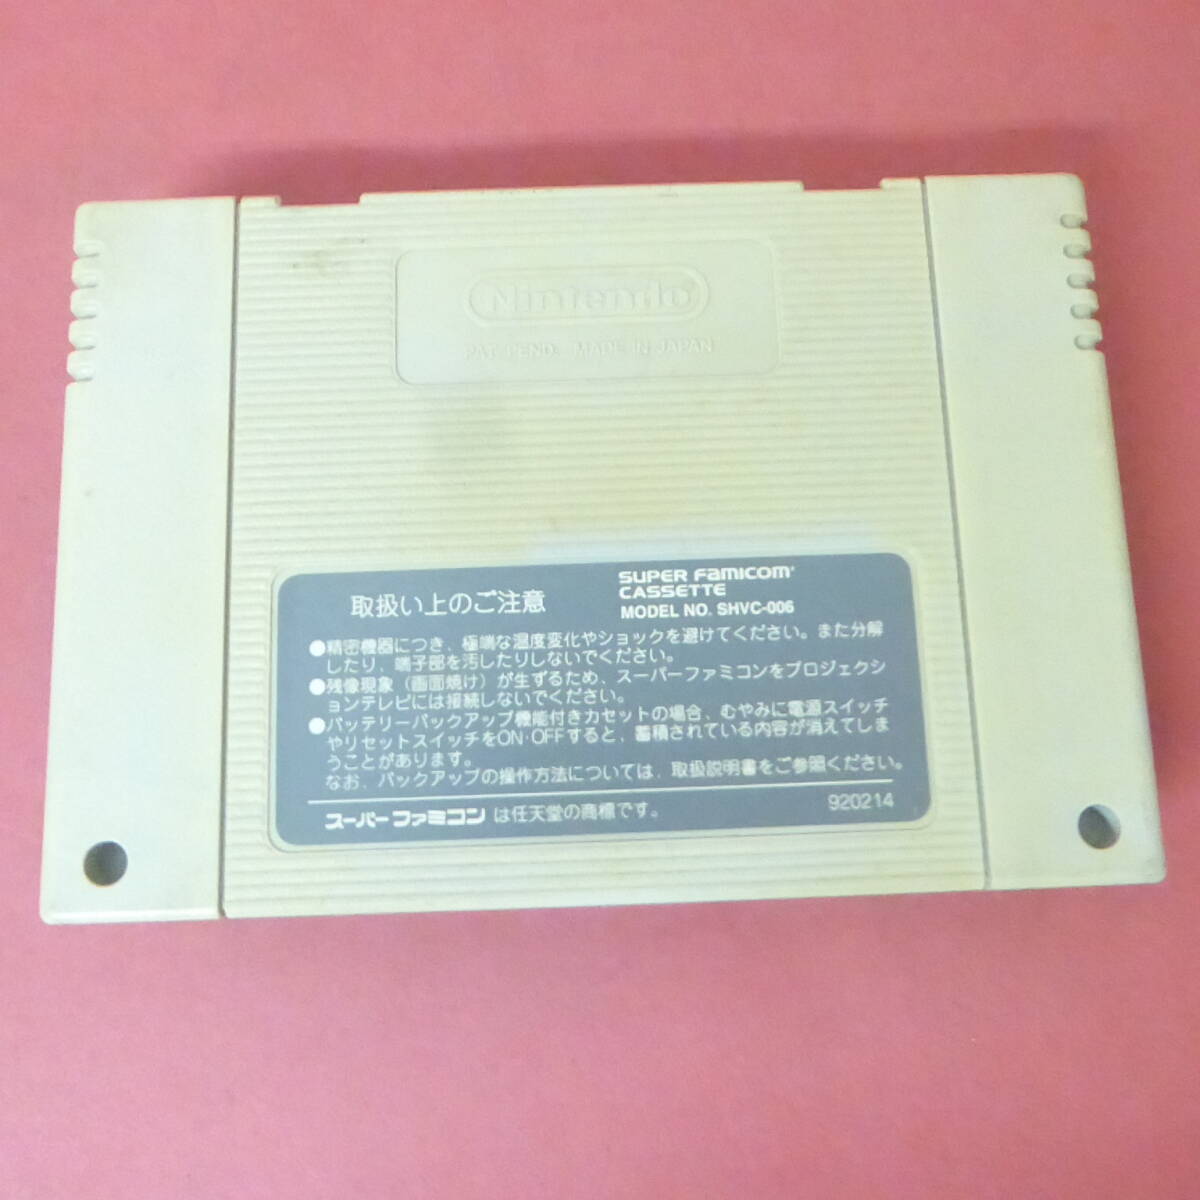 Nintendo®
PAT. PEND. MADE IN JAPAN
取扱い上のご注意
SUPER FAMICOM
CASSETTE
MODEL NO. SHVC-006
●精密機器につき、極端な温度変化やショックを避けてください。また分解
したり、端子部を汚したりしないでください。
●残像現象（画面焼け）が生ずるため、スーパーファミコンをプロジェクシ
ョンテレビには接続しないでください。
●バッテリーバックアップ機能付きカセットの場合、むやみに電源スイッチ
やリセットスイッチをON・OFFすると、蓄積されている内容が消えてしま
うことがあります。
なお、バックアップの操作方法については、取扱説明書をご参照ください。
スーパーファミコンは任天堂の商標です。
920214